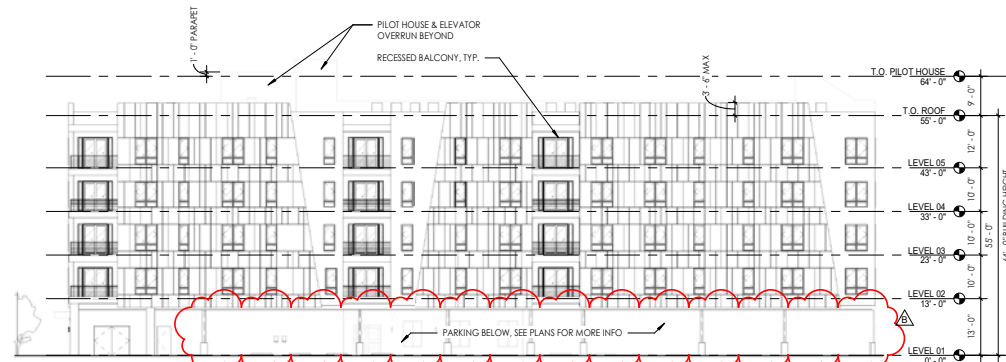 1' - 0" PARAPET
PILOT HOUSE & ELEVATOR
OVERRUN BEYOND
RECESSED BALCONY, TYP.
3' - 6" MAX
T.O. PILOT HOUSE
64' - 0"
9' - 0"
T.O. ROOF
55' - 0"
12' - 0"
LEVEL 05
43' - 0"
10' - 0"
LEVEL 04
33' - 0"
10' - 0"
LEVEL 03
23' - 0"
10' - 0"
LEVEL 02
13' - 0"
13' - 0"
LEVEL 01
0' - 0"
55' - 0"
BUILDING HEIGHT
PARKING BELOW, SEE PLANS FOR MORE INFO
B